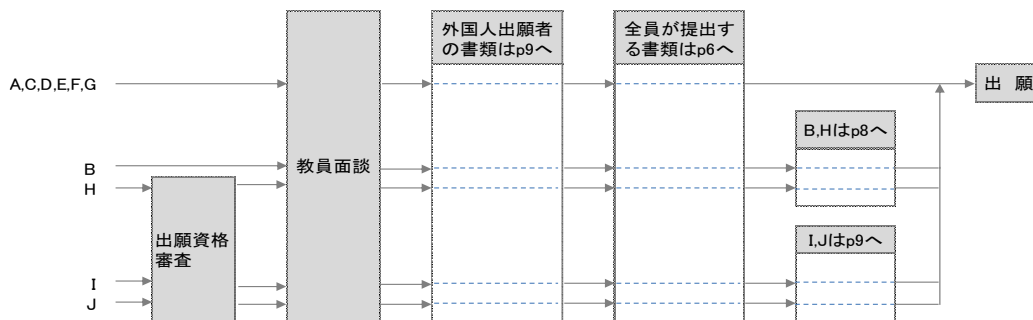 外国人出願者
の書類はp9へ
全員が提出す
る書類はp6へ
A,C,D,E,F,G
出 願
B,Hはp8へ
B
教員面談
H
出願資格
審査
I,Jはp9へ
I
J